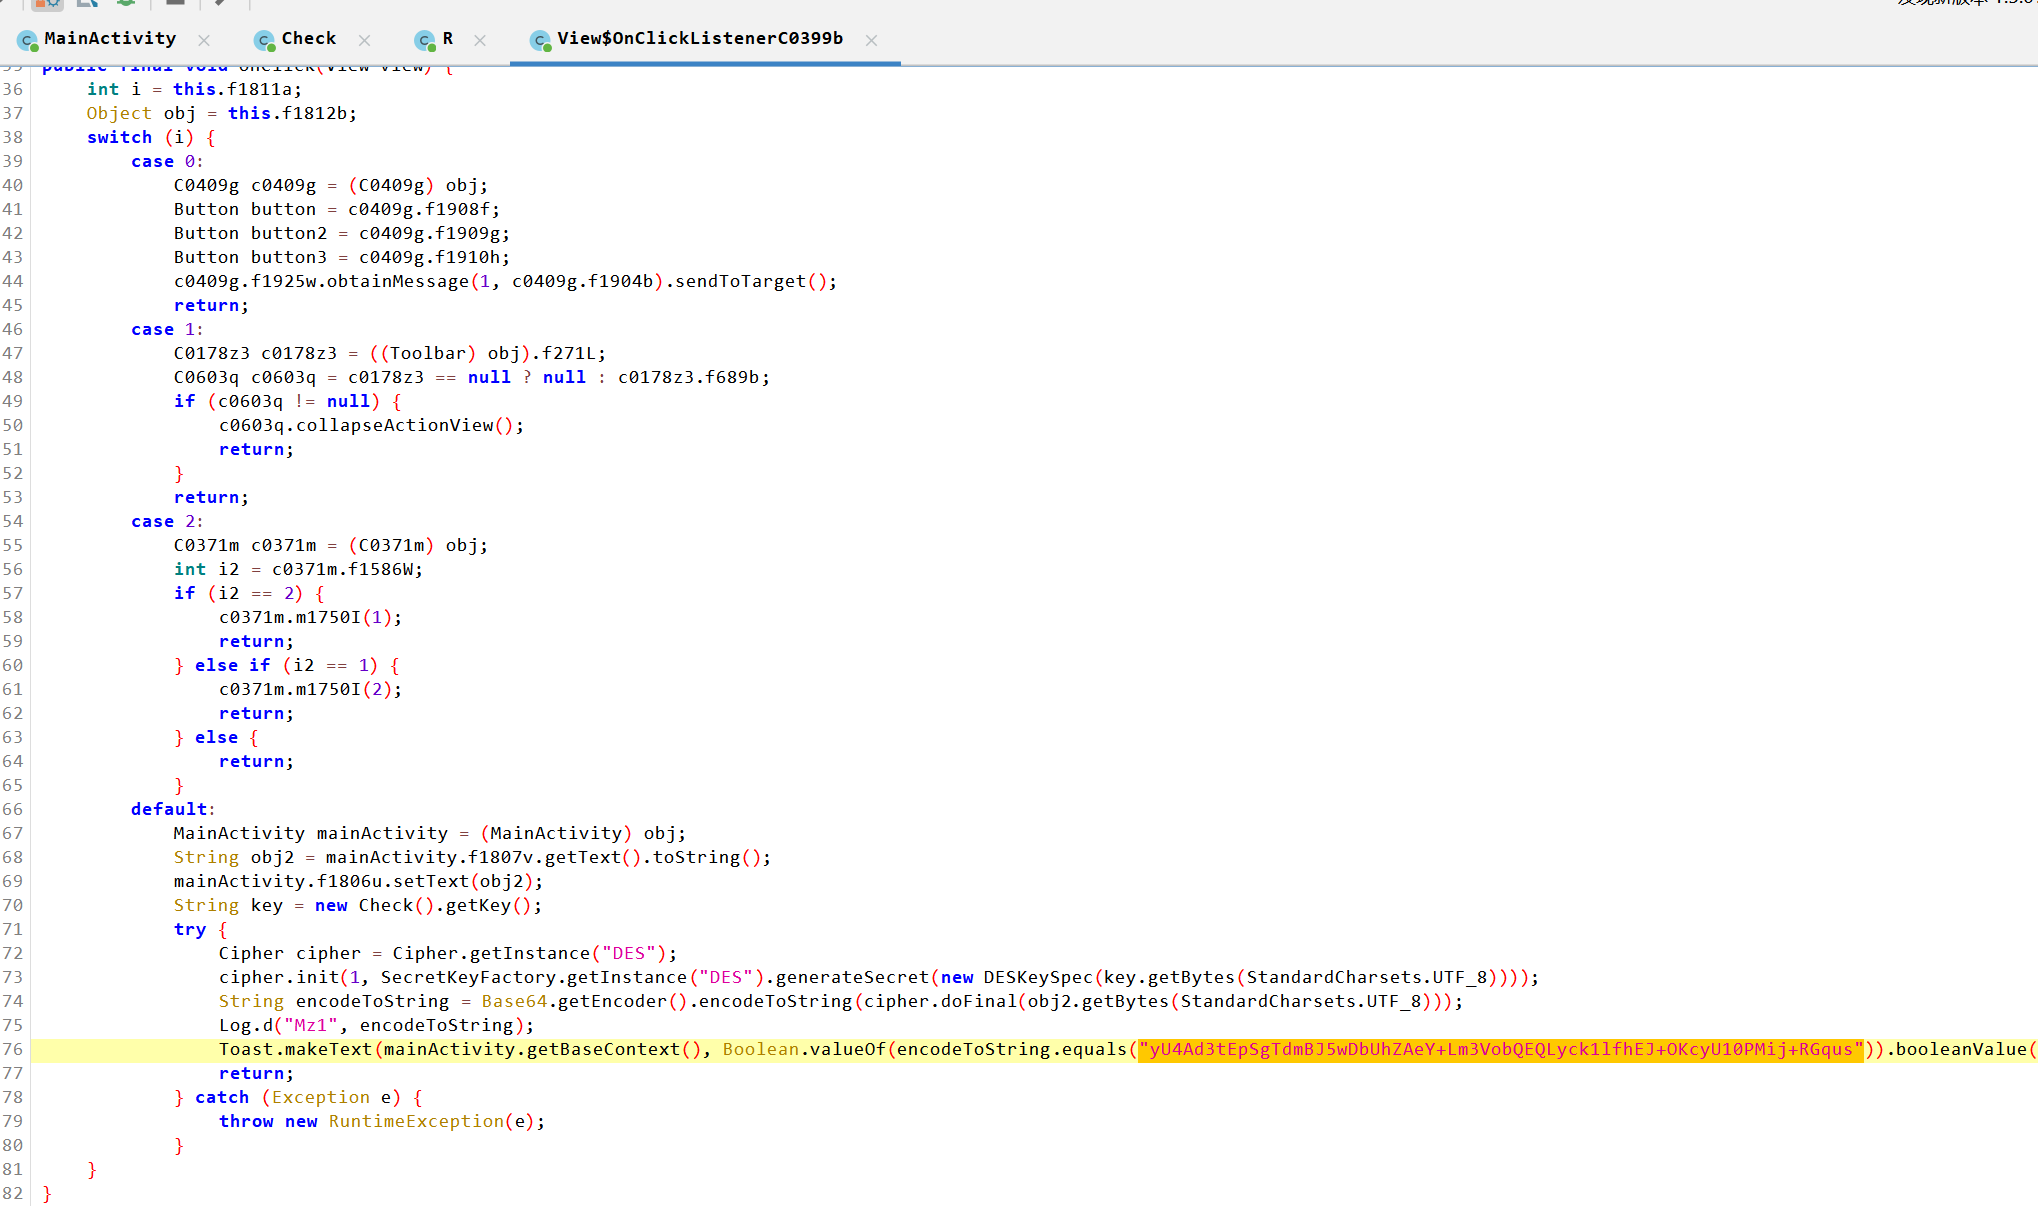 MainActivity Check R View$OnClickListenerC0399b
35 public final void onClick(View view) {
36 int i = this.f1811a;
37 Object obj = this.f1812b;
38 switch (i) {
39 case 0:
40 C0409g c0409g = (C0409g) obj;
41 Button button = c0409g.f1908f;
42 Button button2 = c0409g.f1909g;
43 Button button3 = c0409g.f1910h;
44 c0409g.f1925w.obtainMessage(1, c0409g.f1904b).sendToTarget();
45 return;
46 case 1:
47 C0178z3 c0178z3 = ((Toolbar) obj).f271L;
48 C0603q c0603q = c0178z3 == null ? null : c0178z3.f689b;
49 if (c0603q != null) {
50 c0603q.collapseActionView();
51 return;
52 }
53 return;
54 case 2:
55 C0371m c0371m = (C0371m) obj;
56 int i2 = c0371m.f1586W;
57 if (i2 == 2) {
58 c0371m.m1750I(1);
59 return;
60 } else if (i2 == 1) {
61 c0371m.m1750I(2);
62 return;
63 } else {
64 return;
65 }
66 default:
67 MainActivity mainActivity = (MainActivity) obj;
68 String obj2 = mainActivity.f1807v.getText().toString();
69 mainActivity.f1806u.setText(obj2);
70 String key = new Check().getKey();
71 try {
72 Cipher cipher = Cipher.getInstance("DES");
73 cipher.init(1, SecretKeyFactory.getInstance("DES").generateSecret(new DESKeySpec(key.getBytes(StandardCharsets.UTF_8))));
74 String encodeToString = Base64.getEncoder().encodeToString(cipher.doFinal(obj2.getBytes(StandardCharsets.UTF_8)));
75 Log.d("Mz1", encodeToString);
76 Toast.makeText(mainActivity.getBaseContext(), Boolean.valueOf(encodeToString.equals("yU4Ad3tEpSgTdmBJ5wDbUhZAeY+Lm3VobQEQLyck1lfhEJ+OKcyU10PMij+RGqus")).booleanValue(
77 return;
78 } catch (Exception e) {
79 throw new RuntimeException(e);
80 }
81 }
82 }